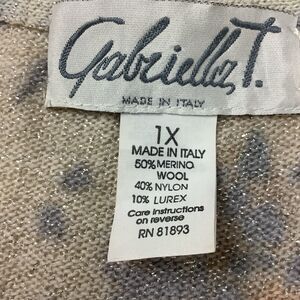 Gabriella, T.
MADE IN ITALY
1X
MADE IN ITALY
50% MERINO
WOOL
40% NYLON
10% LUREX
Care Instructions
on reverse
RN 81893